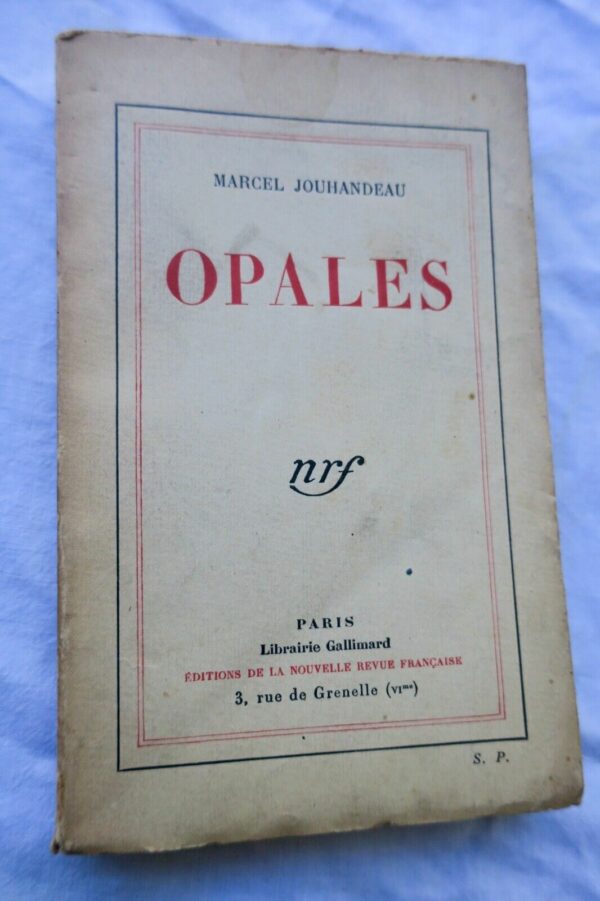 MARCEL JOUHANDEAU
OPALES
nrf
PARIS
Librairie Gallimard
ÉDITIONS DE LA NOUVELLE REVUE FRANÇAISE
3, rue de Grenelle (VIme)
S. P.